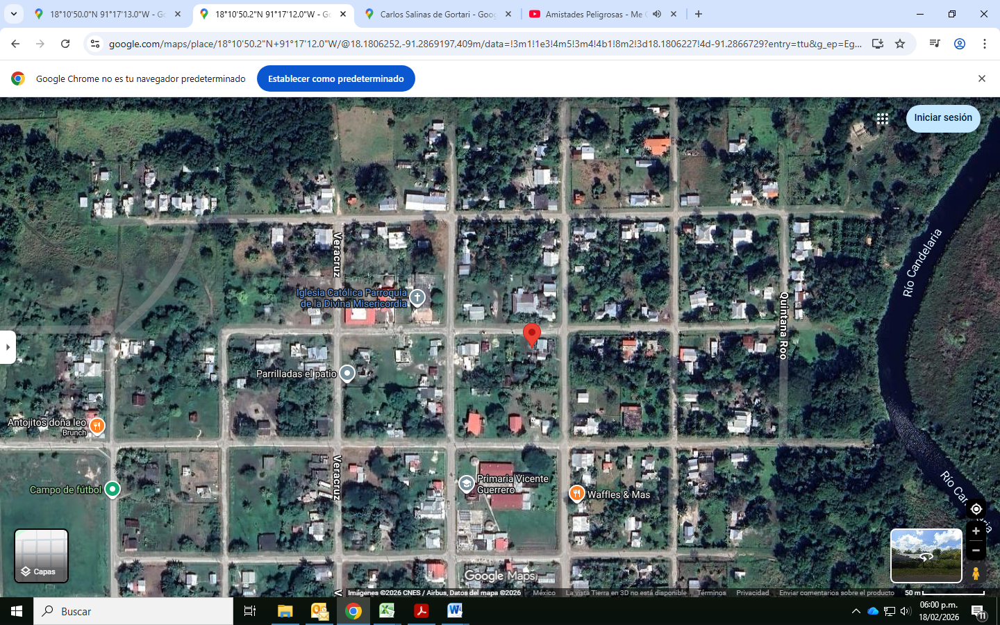 18°10'50.0"N 91°17'13.0"W - Go
18°10'50.2"N 91°17'12.0"W - Go
Carlos Salinas de Gortari - Goog
Amistades Peligrosas - Me
google.com/maps/place/18°10'50.2"N+91°17'12.0"W/@18.1806252,-91.2869197,409m/data=!3m1!1e3!4m5!3m4!4b1!8m2!3d18.1806227!4d-91.2866729?entry=ttu&g_ep=Eg...
Google Chrome no es tu navegador predeterminado
Establecer como predeterminado
Iniciar sesión
Veracruz
Río Candelaria
Iglesia Católica Parroquia
de la Divina Misericordia
Quintana Roo
Parrilladas el patio
Antojitos doña leo
Brunch
Veracruz
Primaria Vicente
Guerrero
Campo de fútbol
Waffles & Mas
Río Candelaria
Capas
Google Maps
V
Imágenes ©2026 CNES / Airbus, Datos del mapa ©2026
México
La vista Tierra en 3D no está disponible
Términos
Privacidad
Enviar comentarios sobre el producto
50 m
Buscar
06:00 p.m.
18/02/2026
11